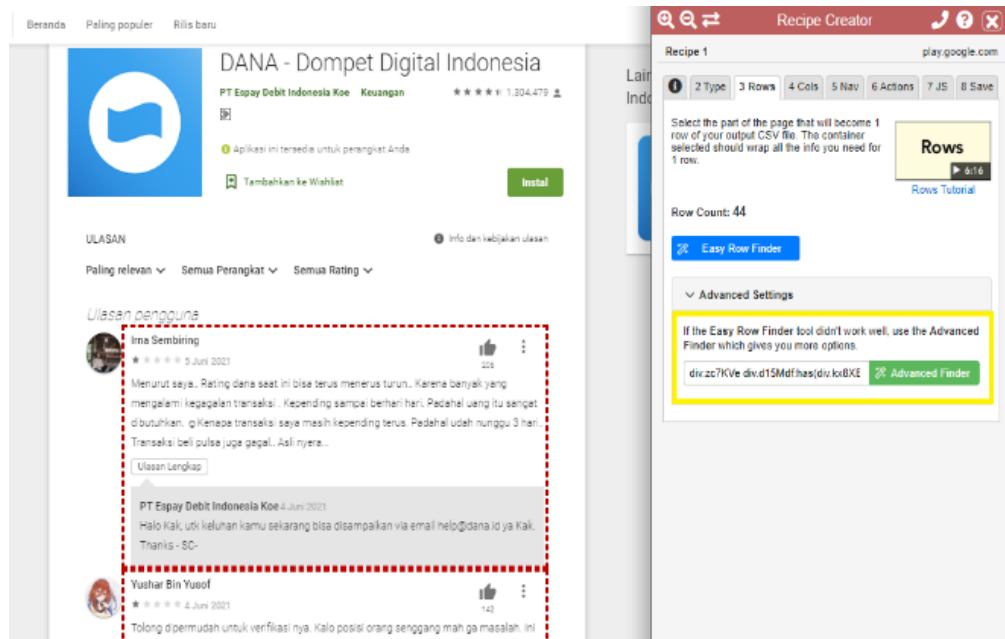 Beranda Paling populer Rilis baru
DANA - Dompet Digital Indonesia
PT Espay Debit Indonesia Koe Keuangan 1.304.479
Aplikasi ini tersedia untuk perangkat Anda
Tambahkan ke Wishlist
Instal
ULASAN
Info dan kebijakan ulasan
Paling relevan Semua Perangkat Semua Rating
Ulasan pengguna
Irna Sembiring
5 Juni 2021
206
Menurut saya.. Rating dana saat ini bisa terus menerus turun.. Karena banyak yang
mengalami kegagalan transaksi . Kepending sampai berhari hari. Padahal uang itu sangat
dibutuhkan. Kenapa transaksi saya masih kepending terus. Padahal udah nunggu 3 hari..
Transaksi beli pulsa juga gagal.. Asli nyera...
Ulasan Lengkap
PT Espay Debit Indonesia Koe 4 Juni 2021
Halo Kak, utk keluhan kamu sekarang bisa disampaikan via email help@dana.id ya Kak.
Thanks - SC-
Yushar Bin Yusof
4 Juni 2021
143
Tolong dipermudah untuk verifikasi nya. Kalo posisi orang senggang mah ga masalah. Ini
Lain
Indo
Recipe Creator
Recipe 1 play.google.com
2 Type 3 Rows 4 Cols 5 Nav 6 Actions 7 JS 8 Save
Select the part of the page that will become 1
row of your output CSV file. The container
selected should wrap all the info you need for
1 row.
Rows
6:16
Rows Tutorial
Row Count: 44
Easy Row Finder
Advanced Settings
If the Easy Row Finder tool didn't work well, use the Advanced
Finder which gives you more options.
div.zc7KVe div.d15Mdf:has(div.kx8XE Advanced Finder